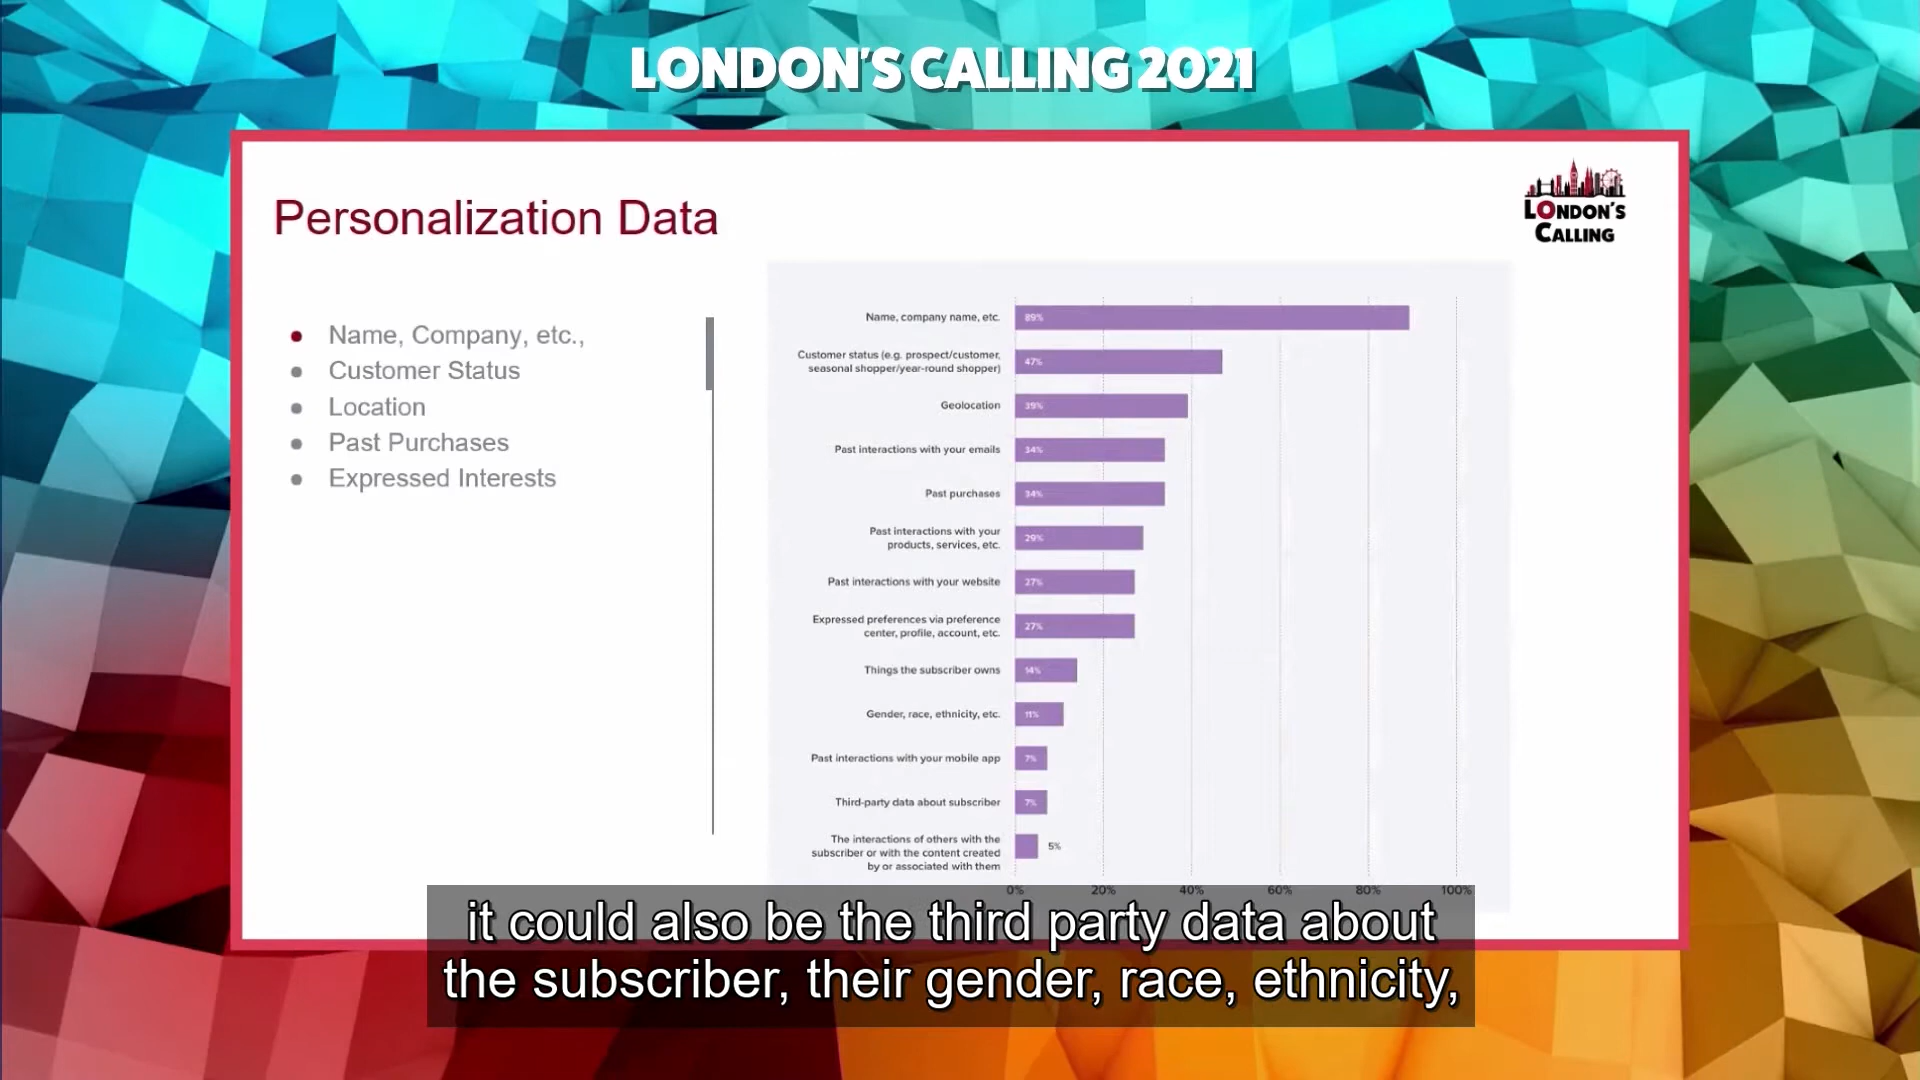 LONDON'S CALLING 2021
LONDON'S
CALLING
Personalization Data
Name, Company, etc.,
Customer Status
Location
Past Purchases
Expressed Interests
Name, company name, etc.
89%
Customer status (e.g. prospect/customer,
seasonal shopper/year-round shopper)
47%
Geolocation
39%
Past interactions with your emails
34%
Past purchases
34%
Past interactions with your
products, services, etc.
29%
Past interactions with your website
27%
Expressed preferences via preference
center, profile, account, etc.
27%
Things the subscriber owns
14%
Gender, race, ethnicity, etc.
11%
Past interactions with your mobile app
7%
Third-party data about subscriber
7%
The interactions of others with the
subscriber or with the content created
by or associated with them
5%
0% 20% 40% 60% 80% 100%
it could also be the third party data about
the subscriber, their gender, race, ethnicity,